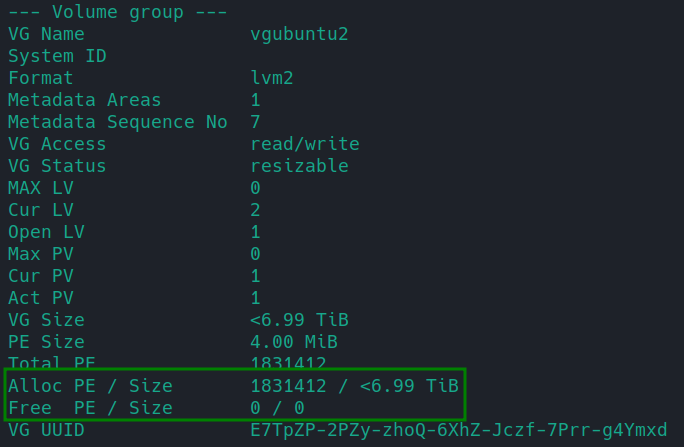 --- Volume group ---
VG Name vgubuntu2
System ID
Format lvm2
Metadata Areas 1
Metadata Sequence No 7
VG Access read/write
VG Status resizable
MAX LV 0
Cur LV 2
Open LV 1
Max PV 0
Cur PV 1
Act PV 1
VG Size <6.99 TiB
PE Size 4.00 MiB
Total PE 1831412
Alloc PE / Size 1831412 / <6.99 TiB
Free PE / Size 0 / 0
VG UUID E7TpZP-2PZy-zhoQ-6XhZ-Jczf-7Prr-g4Ymxd